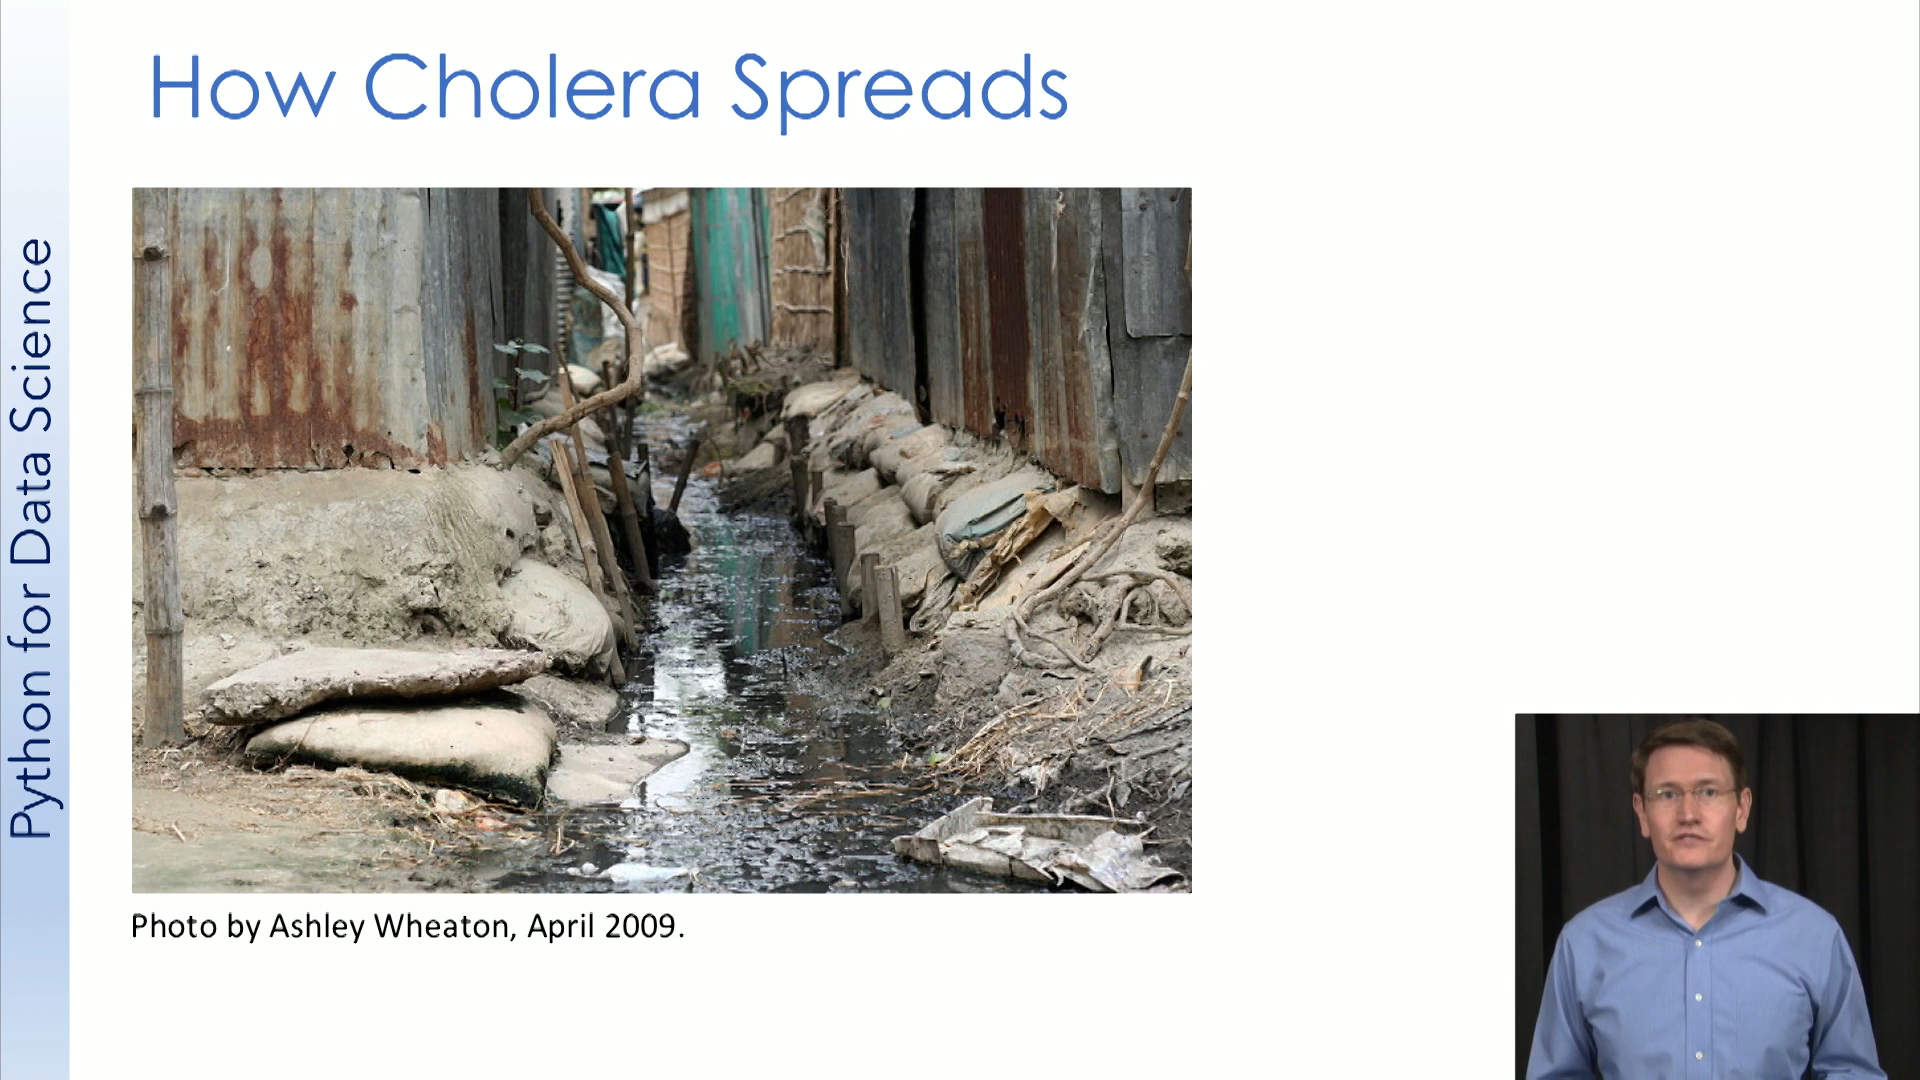 How Cholera Spreads
Python for Data Science
Photo by Ashley Wheaton, April 2009.